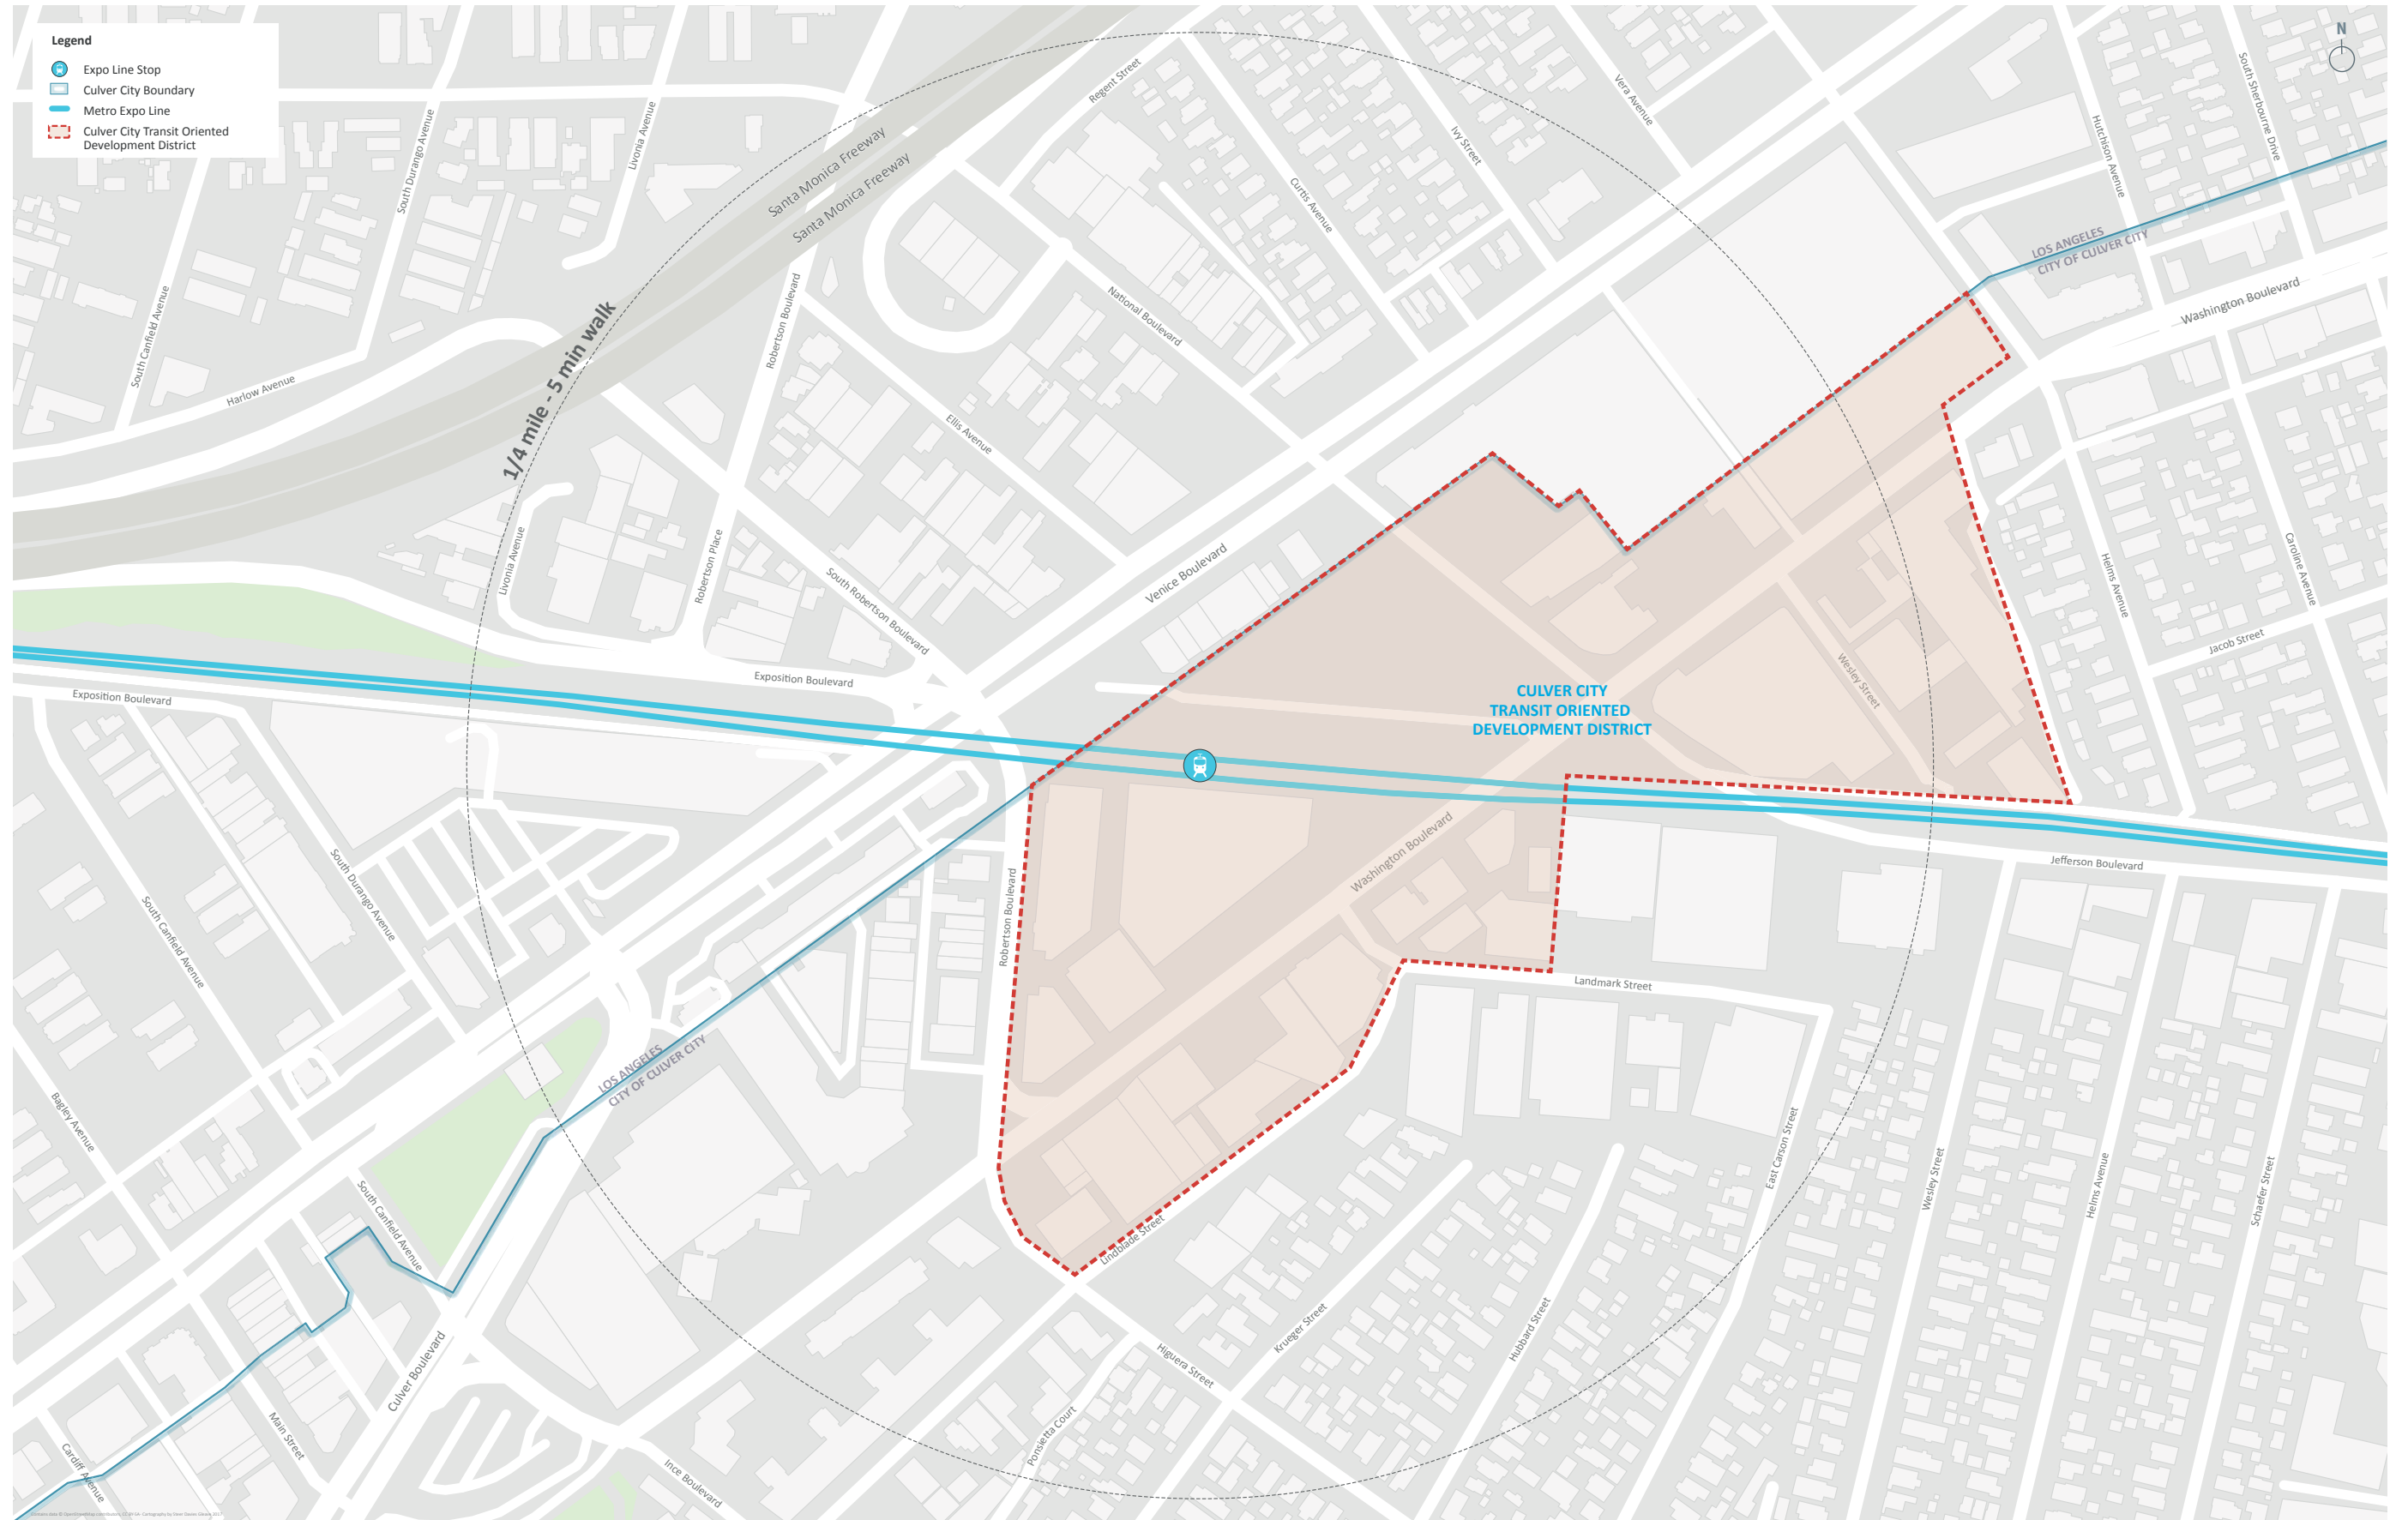 Legend
Expo Line Stop
Culver City Boundary
Metro Expo Line
Culver City Transit Oriented
Development District
N
Regent Street
Vera Avenue
South Sherbourne Drive
Hutchison Avenue
Ivy Street
Curtis Avenue
Livonia Avenue
South Durango Avenue
Santa Monica Freeway
Santa Monica Freeway
LOS ANGELES
CITY OF CULVER CITY
Washington Boulevard
South Canfield Avenue
Robertson Boulevard
National Boulevard
1/4 mile - 5 min walk
Harlow Avenue
Ellis Avenue
Livonia Avenue
Robertson Place
South Robertson Boulevard
Venice Boulevard
Helms Avenue
Caroline Avenue
Jacob Street
Wesley Street
Exposition Boulevard
Exposition Boulevard
CULVER CITY
TRANSIT ORIENTED
DEVELOPMENT DISTRICT
Washington Boulevard
Jefferson Boulevard
South Durango Avenue
South Canfield Avenue
Robertson Boulevard
Landmark Street
LOS ANGELES
CITY OF CULVER CITY
Bagley Avenue
South Canfield Avenue
East Carson Street
Wesley Street
Helms Avenue
Schaefer Street
Lindblade Street
Krueger Street
Hubbard Street
Higuera Street
Culver Boulevard
Main Street
Cardiff Avenue
Ince Boulevard
Ponsietta Court